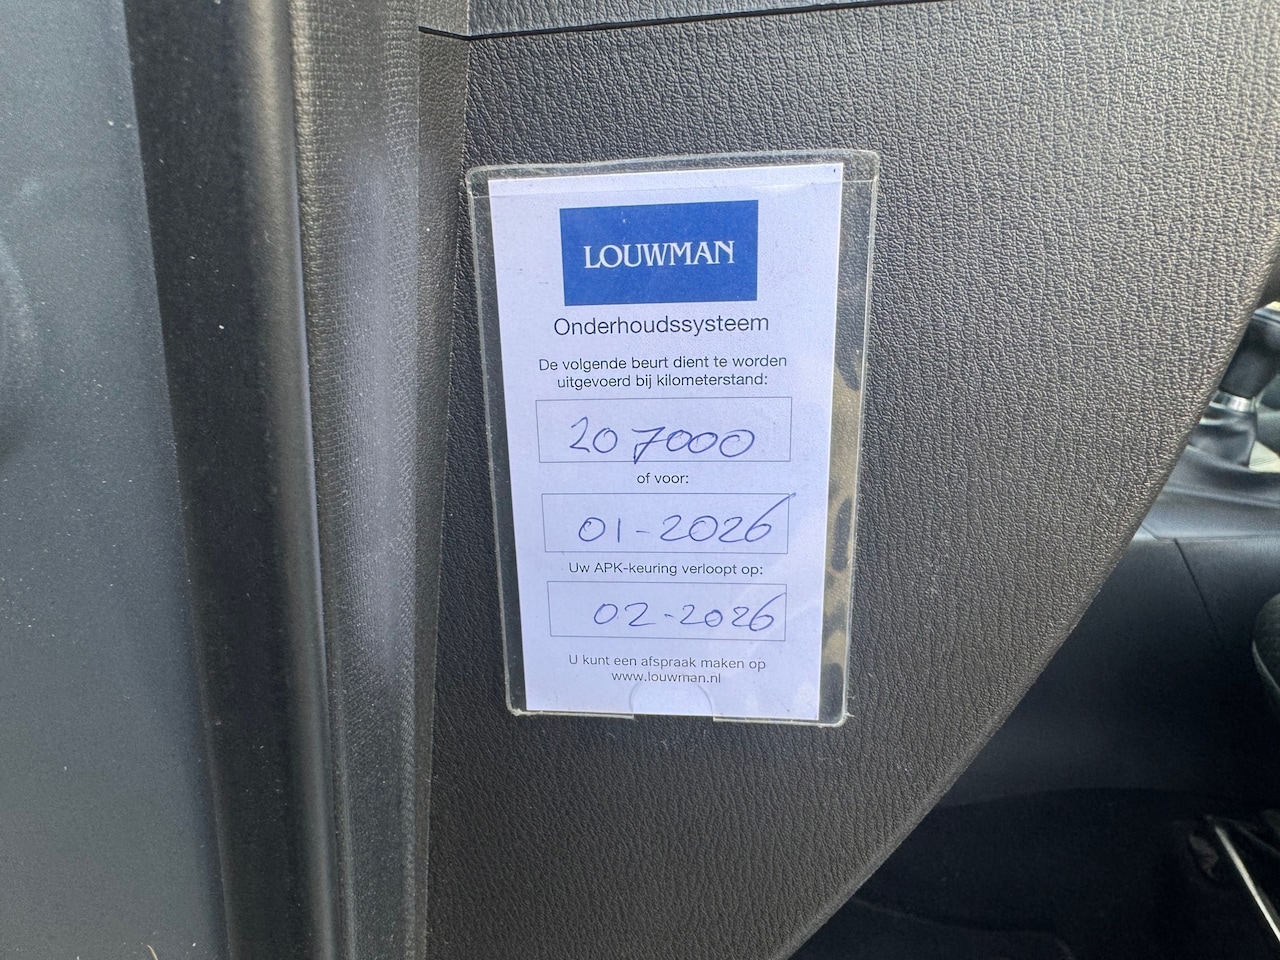 LOUWMAN
Onderhoudssysteem
De volgende beurt dient te worden
uitgevoerd bij kilometerstand:
207000
of voor:
01-2026
Uw APK-keuring verloopt op:
02-2026
U kunt een afspraak maken op
www.louwman.nl